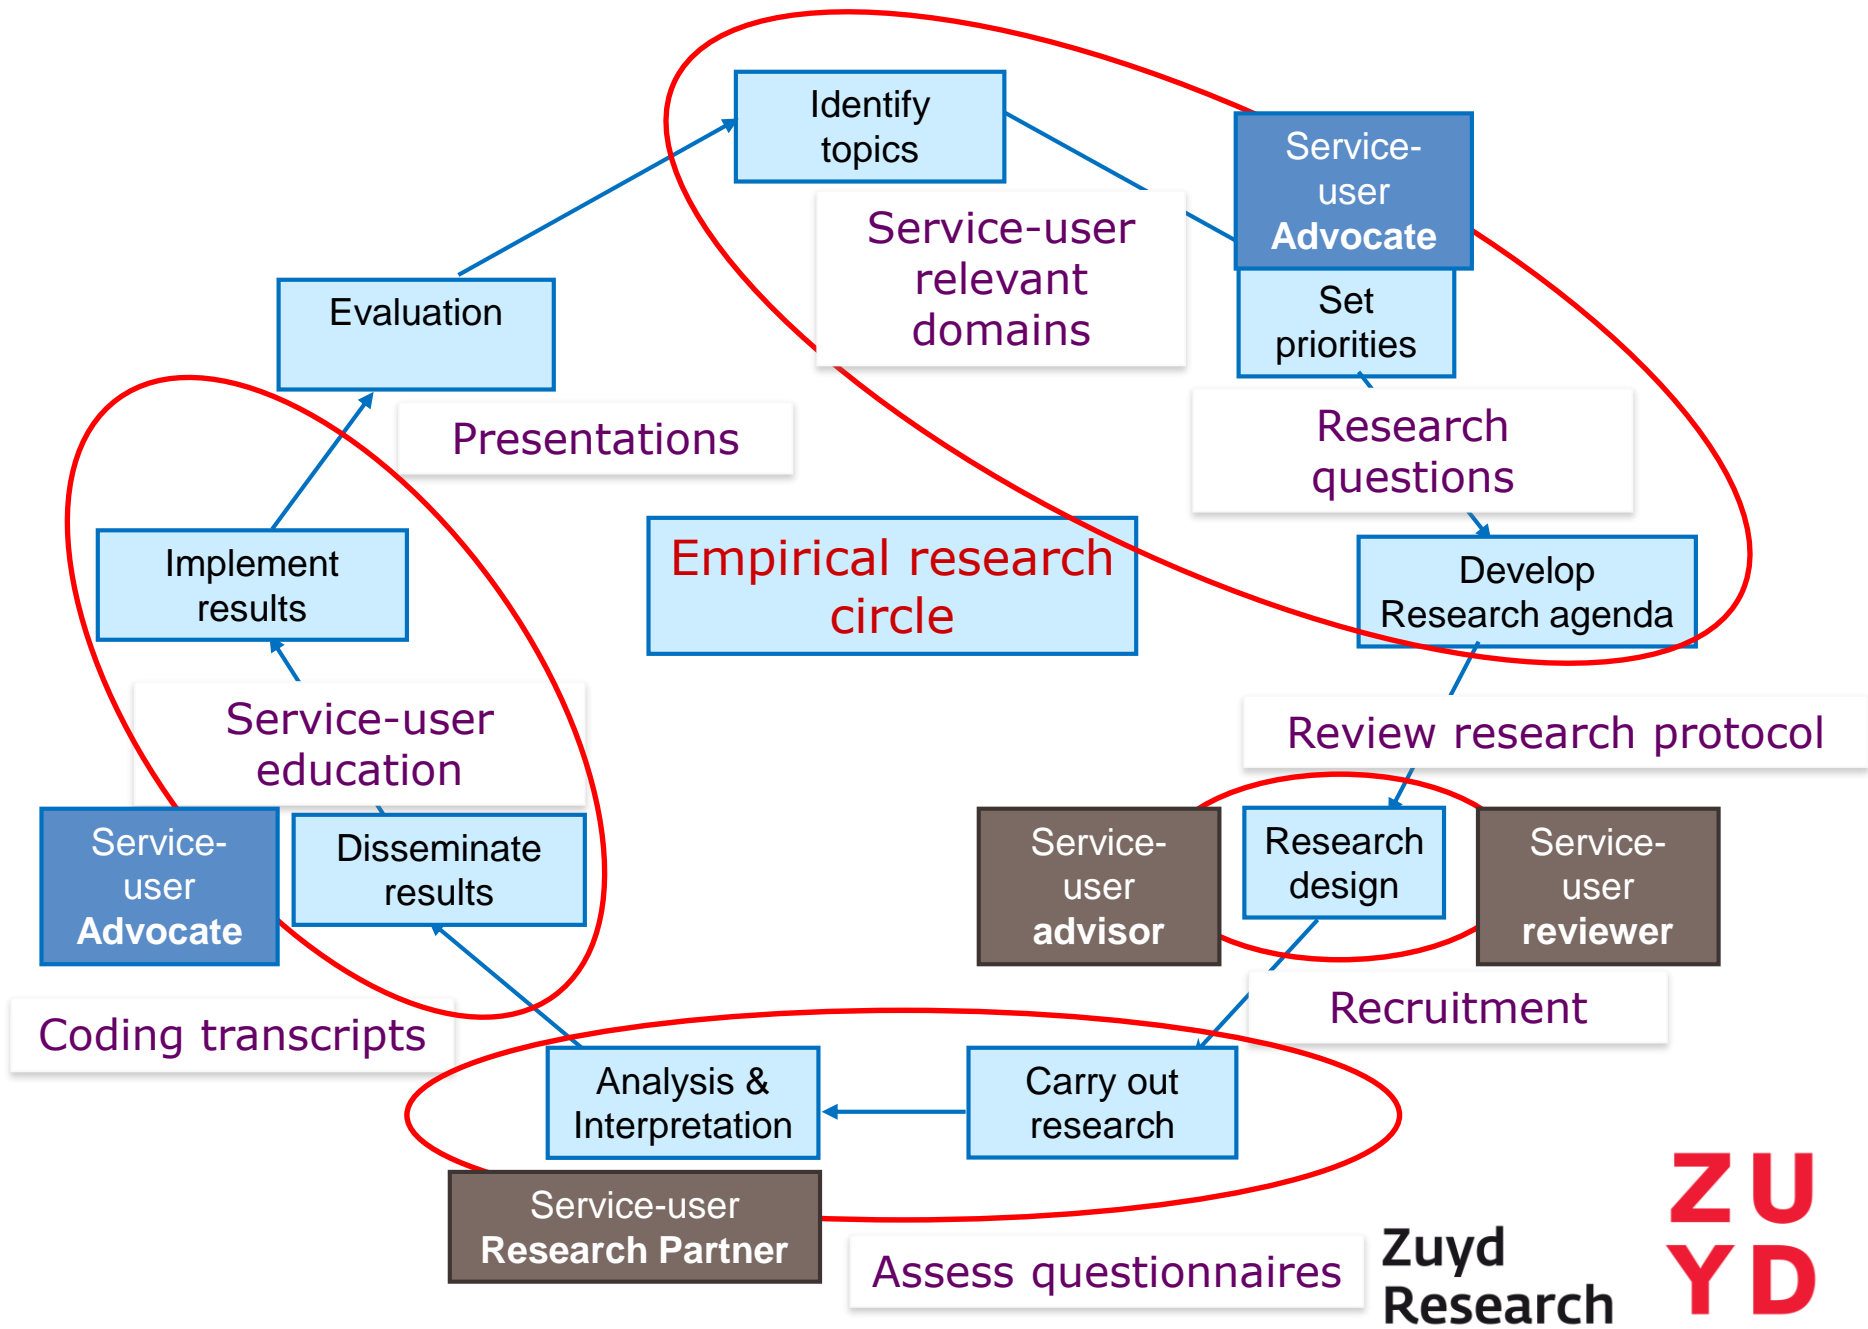 Identify
topics
Service-
user
Advocate
Service-user
relevant
domains
Set
priorities
Evaluation
Presentations
Research
questions
Empirical research
circle
Implement
results
Develop
Research agenda
Service-user
education
Review research protocol
Service-
user
Advocate
Disseminate
results
Service-
user
advisor
Research
design
Service-
user
reviewer
Coding transcripts
Recruitment
Analysis &
Interpretation
Carry out
research
Service-user
Research Partner
Assess questionnaires
Zuyd
Research
ZU
YD